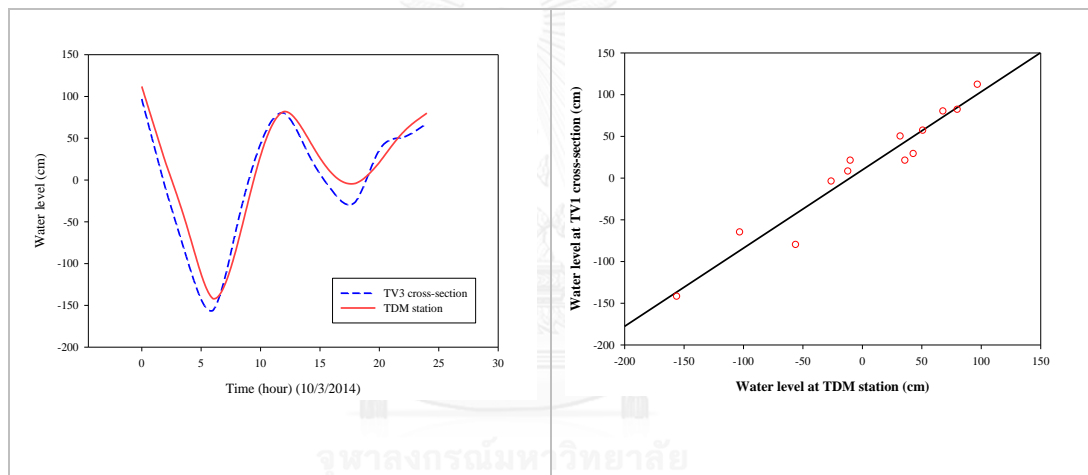 150
100
50
0
-50
-100
-150
-200
Water level (cm)
TV3 cross-section
TDM station
0 5 10 15 20 25 30
Time (hour) (10/3/2014)
150
100
50
0
-50
-100
-150
-200
Water level at TV1 cross-section (cm)
-200 -150 -100 -50 0 50 100 150
Water level at TDM station (cm)
จุฬาลงกรณ์มหาวิทยาลัย